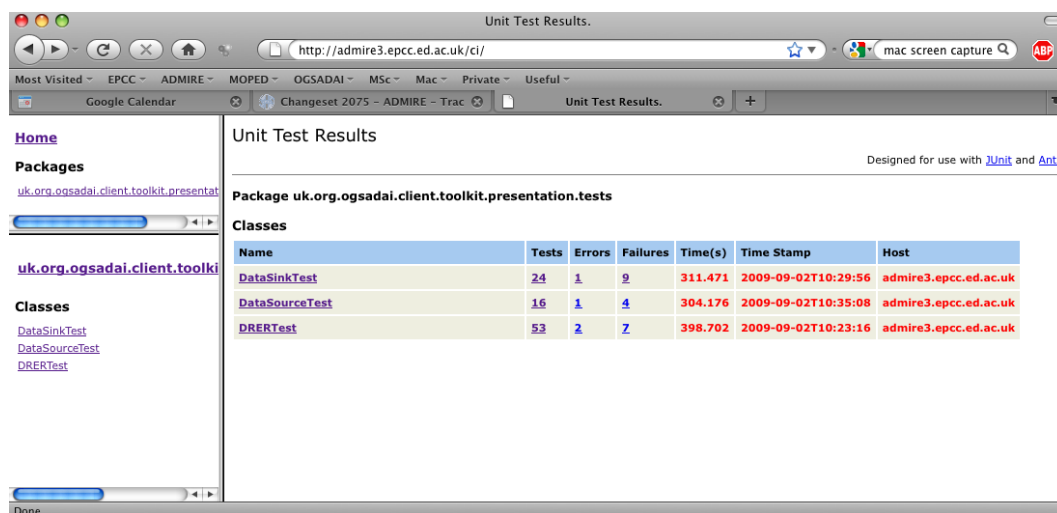 Unit Test Results.
http://admire3.epcc.ed.ac.uk/ci/
mac screen capture
ABP
Most Visited EPCC ADMIRE MOPED OGSADAI MSc Mac Private Useful
Google Calendar Changeset 2075 – ADMIRE – Trac Unit Test Results. +
Home
Packages
uk.org.ogsadai.client.toolkit.presentat
uk.org.ogsadai.client.toolki
Classes
DataSinkTest
DataSourceTest
DRERTest
Unit Test Results
Designed for use with JUnit and Ant
Package uk.org.ogsadai.client.toolkit.presentation.tests
Classes
Name Tests Errors Failures Time(s) Time Stamp Host
DataSinkTest 24 1 9 311.471 2009-09-02T10:29:56 admire3.epcc.ed.ac.uk
DataSourceTest 16 1 4 304.176 2009-09-02T10:35:08 admire3.epcc.ed.ac.uk
DRERTest 53 2 7 398.702 2009-09-02T10:23:16 admire3.epcc.ed.ac.uk
Done